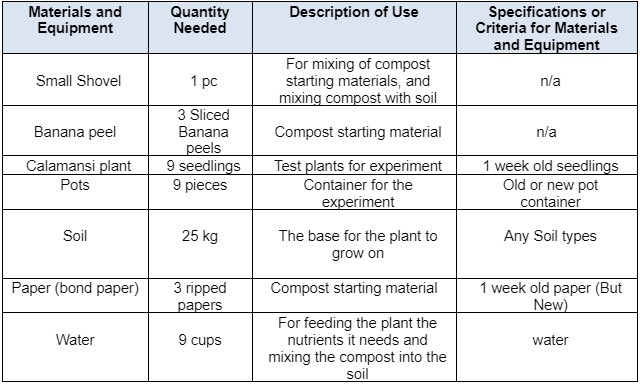 Materials and Equipment
Quantity Needed
Description of Use
Specifications or Criteria for Materials and Equipment
Small Shovel
1 pc
For mixing of compost starting materials, and mixing compost with soil
n/a
Banana peel
3 Sliced Banana peels
Compost starting material
n/a
Calamansi plant
9 seedlings
Test plants for experiment
1 week old seedlings
Pots
9 pieces
Container for the experiment
Old or new pot container
Soil
25 kg
The base for the plant to grow on
Any Soil types
Paper (bond paper)
3 ripped papers
Compost starting material
1 week old paper (But New)
Water
9 cups
For feeding the plant the nutrients it needs and mixing the compost into the soil
water